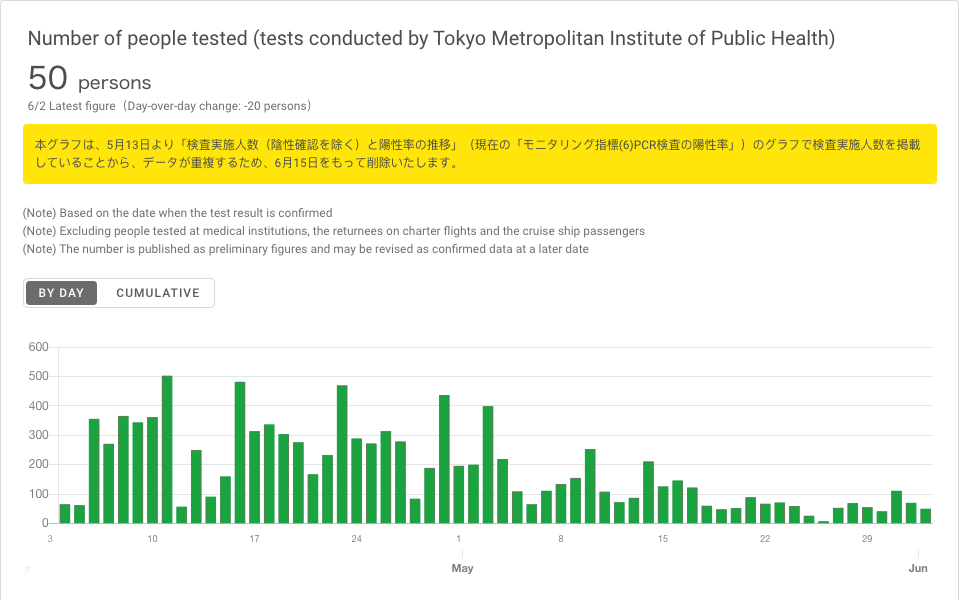 Number of people tested (tests conducted by Tokyo Metropolitan Institute of Public Health)
50 persons
6/2 Latest figure（Day-over-day change: -20 persons）
本グラフは、5月13日より「検査実施人数（陰性確認を除く）と陽性率の推移」（現在の「モニタリング指標(6)PCR検査の陽性率」）のグラフで検査実施人数を掲載
していることから、データが重複するため、6月15日をもって削除いたします。
(Note) Based on the date when the test result is confirmed
(Note) Excluding people tested at medical institutions, the returnees on charter flights and the cruise ship passengers
(Note) The number is published as preliminary figures and may be revised as confirmed data at a later date
BY DAY CUMULATIVE
600
500
400
300
200
100
0
3 10 17 24 1 8 15 22 29
May Jun